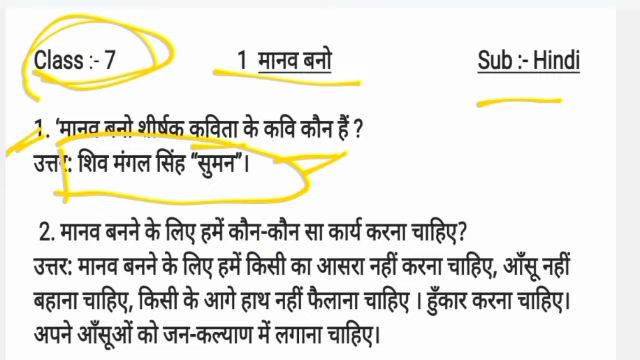 Class :- 7 1 मानव बनो Sub :- Hindi
1. 'मानव बनो शीर्षक कविता के कवि कौन हैं ?
उत्तर: शिव मंगल सिंह “सुमन”।
2. मानव बनने के लिए हमें कौन-कौन सा कार्य करना चाहिए?
उत्तर: मानव बनने के लिए हमें किसी का आसरा नहीं करना चाहिए, आँसू नहीं
बहाना चाहिए, किसी के आगे हाथ नहीं फैलाना चाहिए । हुँकार करना चाहिए।
अपने आँसूओं को जन-कल्याण में लगाना चाहिए।